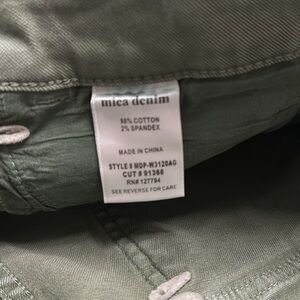 mica denim
98% COTTON
2% SPANDEX
MADE IN CHINA
STYLE # MDP-W3120AG
CUT # 91366
RN# 127794
SEE REVERSE FOR CARE